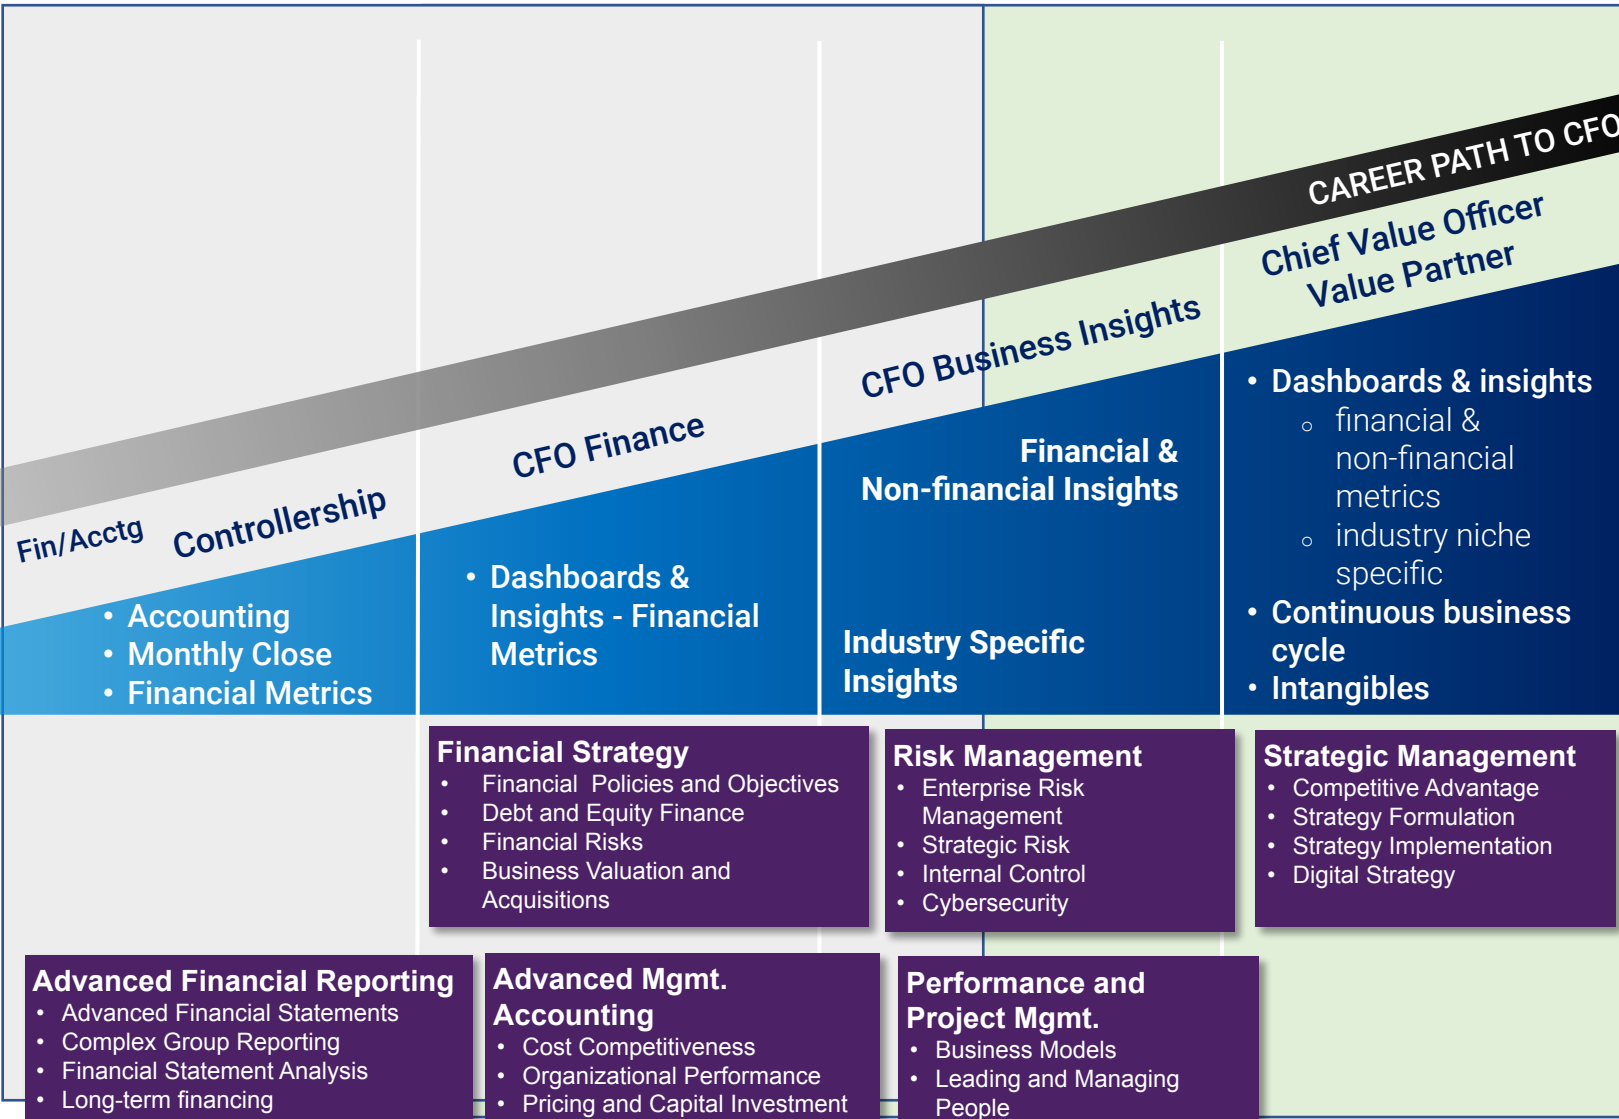 CAREER PATH TO CFO
Chief Value Officer
Value Partner
CFO Business Insights
CFO Finance
Controllership
Fin/Acctg
• Accounting
• Monthly Close
• Financial Metrics
• Dashboards &
Insights - Financial
Metrics
Financial &
Non-financial Insights
Industry Specific
Insights
• Dashboards & insights
○ financial &
non-financial
metrics
○ industry niche
specific
• Continuous business
cycle
• Intangibles
Financial Strategy
• Financial Policies and Objectives
• Debt and Equity Finance
• Financial Risks
• Business Valuation and
Acquisitions
Risk Management
• Enterprise Risk
Management
• Strategic Risk
• Internal Control
• Cybersecurity
Strategic Management
• Competitive Advantage
• Strategy Formulation
• Strategy Implementation
• Digital Strategy
Advanced Financial Reporting
• Advanced Financial Statements
• Complex Group Reporting
• Financial Statement Analysis
• Long-term financing
Advanced Mgmt.
Accounting
• Cost Competitiveness
• Organizational Performance
• Pricing and Capital Investment
Performance and
Project Mgmt.
• Business Models
• Leading and Managing
People